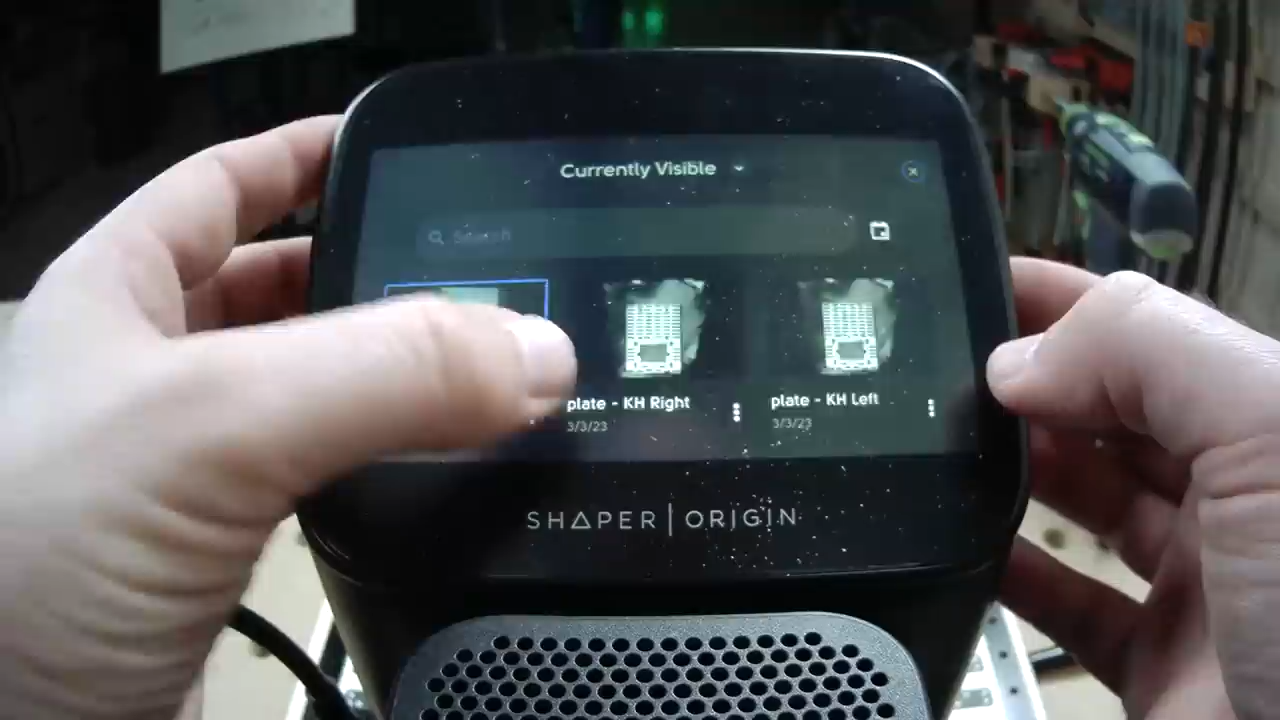 Currently Visible
Search
plate - KH Right
3/3/23
plate - KH Left
3/3/23
SHAPER | ORIGIN